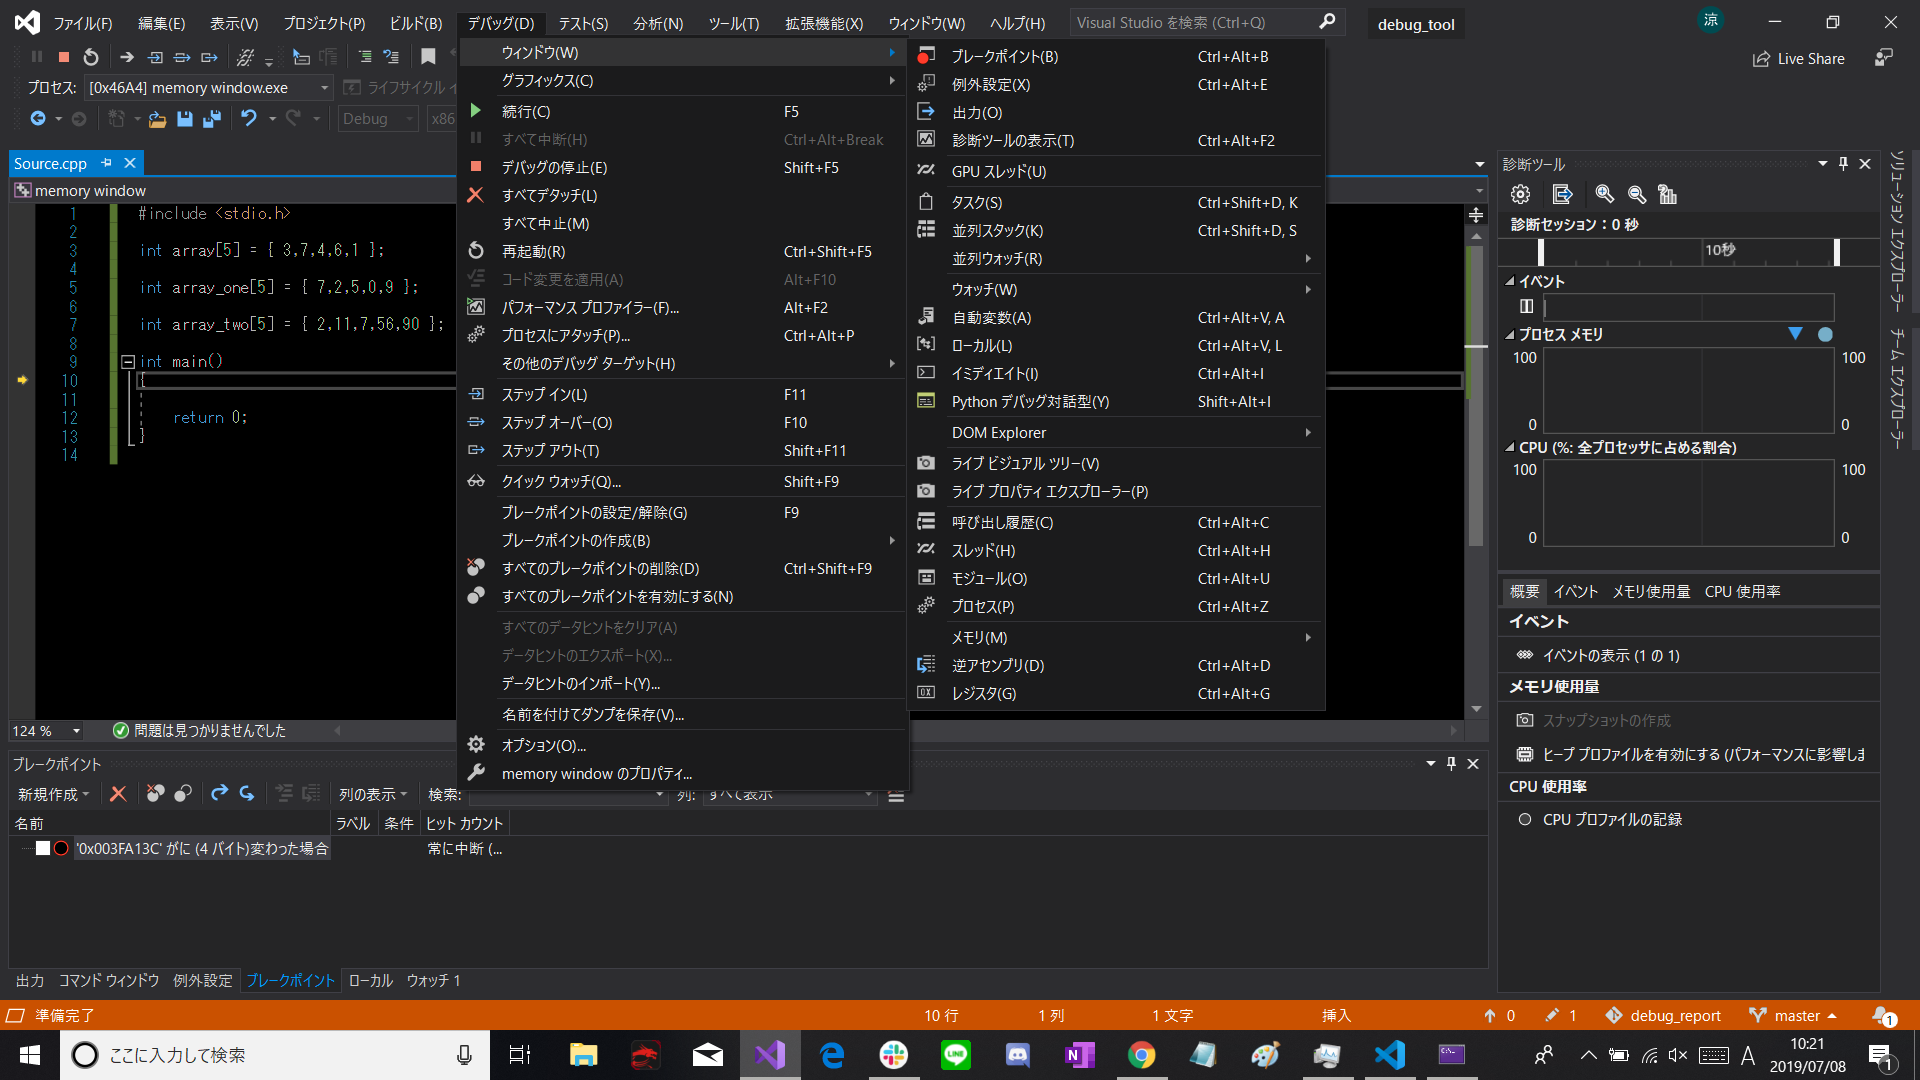 ファイル(F) 編集(E) 表示(V) プロジェクト(P) ビルド(B) デバッグ(D) テスト(S) 分析(N) ツール(T) 拡張機能(X) ウィンドウ(W) ヘルプ(H) Visual Studio を検索 (Ctrl+Q) debug_tool 涼
Live Share
プロセス: [0x46A4] memory window.exe ライフサイクル イ
Debug x86
Source.cpp
memory window
1 #include <stdio.h>
2
3 int array[5] = { 3,7,4,6,1 };
4
5 int array_one[5] = { 7,2,5,0,9 };
6
7 int array_two[5] = { 2,11,7,56,90 };
8
9 int main()
10 {
11
12 return 0;
13 }
14
124 % 問題は見つかりませんでした
ウィンドウ(W)
グラフィックス(C)
続行(C) F5
すべて中断(H) Ctrl+Alt+Break
デバッグの停止(E) Shift+F5
すべてデタッチ(L)
すべて中止(M)
再起動(R) Ctrl+Shift+F5
コード変更を適用(A) Alt+F10
パフォーマンス プロファイラー(F)... Alt+F2
プロセスにアタッチ(P)... Ctrl+Alt+P
その他のデバッグ ターゲット(H)
ステップ イン(L) F11
ステップ オーバー(O) F10
ステップ アウト(T) Shift+F11
クイック ウォッチ(Q)... Shift+F9
ブレークポイントの設定/解除(G) F9
ブレークポイントの作成(B)
すべてのブレークポイントの削除(D) Ctrl+Shift+F9
すべてのブレークポイントを有効にする(N)
すべてのデータヒントをクリア(A)
データヒントのエクスポート(X)...
データヒントのインポート(Y)...
名前を付けてダンプを保存(V)...
オプション(O)...
memory window のプロパティ...
ブレークポイント(B) Ctrl+Alt+B
例外設定(X) Ctrl+Alt+E
出力(O)
診断ツールの表示(T) Ctrl+Alt+F2
GPU スレッド(U)
タスク(S) Ctrl+Shift+D, K
並列スタック(K) Ctrl+Shift+D, S
並列ウォッチ(R)
ウォッチ(W)
自動変数(A) Ctrl+Alt+V, A
ローカル(L) Ctrl+Alt+V, L
イミディエイト(I) Ctrl+Alt+I
Python デバッグ対話型(Y) Shift+Alt+I
DOM Explorer
ライブ ビジュアル ツリー(V)
ライブ プロパティ エクスプローラー(P)
呼び出し履歴(C) Ctrl+Alt+C
スレッド(H) Ctrl+Alt+H
モジュール(O) Ctrl+Alt+U
プロセス(P) Ctrl+Alt+Z
メモリ(M)
逆アセンブリ(D) Ctrl+Alt+D
レジスタ(G) Ctrl+Alt+G
診断ツール
診断セッション : 0 秒
10秒
イベント
プロセス メモリ
100 100
0 0
CPU (%: 全プロセッサに占める割合)
100 100
0 0
概要 イベント メモリ使用量 CPU 使用率
イベント
イベントの表示 (1 の 1)
メモリ使用量
スナップショットの作成
ヒープ プロファイルを有効にする (パフォーマンスに影響しま
CPU 使用率
CPU プロファイルの記録
ソリューション エクスプローラー
チーム エクスプローラー
ブレークポイント
新規作成 列の表示 検索: 列: すべて表示
名前 ラベル 条件 ヒット カウント
'0x003FA13C' がに (4 バイト)変わった場合 常に中断 (...
出力 コマンド ウィンドウ 例外設定 ブレークポイント ローカル ウォッチ 1
準備完了 10 行 1 列 1 文字 挿入 0 1 debug_report master 1
ここに入力して検索 LINE A 10:21
2019/07/08 1